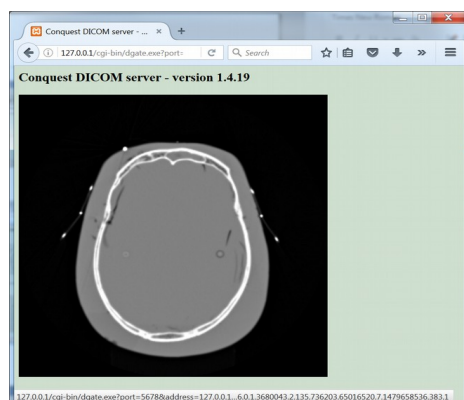 Conquest DICOM server - ...
127.0.0.1/cgi-bin/dgate.exe?port=
Search
Conquest DICOM server - version 1.4.19
127.0.0.1/cgi-bin/dgate.exe?port=5678&address=127.0.0.1...6.0.1.3680043.2.135.736203.65016520.7.1479658536.383.1